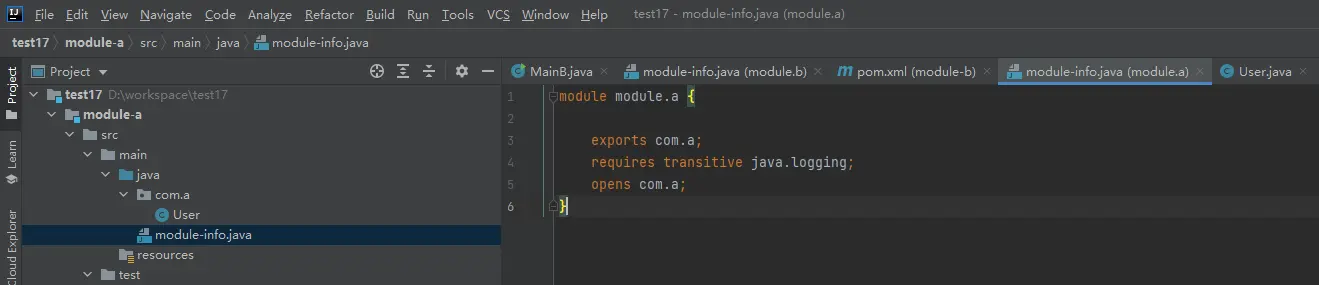 IJ File Edit View Navigate Code Analyze Refactor Build Run Tools VCS Window Help test17 - module-info.java (module.a)
test17 module-a src main java module-info.java
Project
Learn
Cloud Explorer
Project
test17 D:\workspace\test17
module-a
src
main
java
com.a
User
module-info.java
resources
test
MainB.java module-info.java (module.b) pom.xml (module-b) module-info.java (module.a) User.java
1 module module.a {
2
3 exports com.a;
4 requires transitive java.logging;
5 opens com.a;
6 }